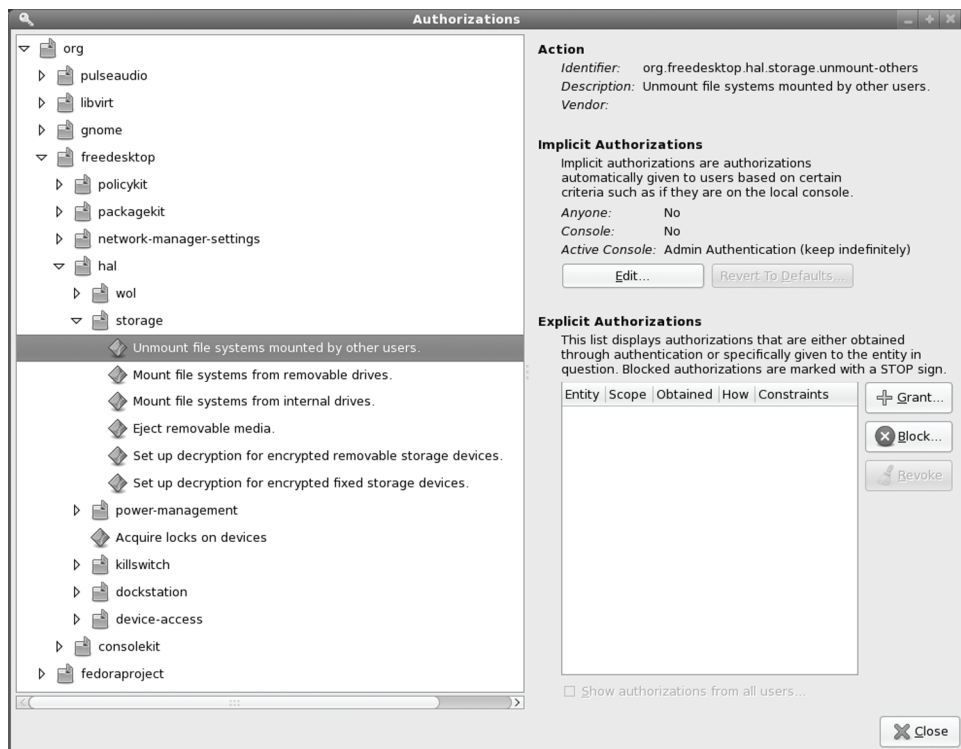 Authorizations
org
pulseaudio
libvirt
gnome
freedesktop
policykit
packagekit
network-manager-settings
hal
wol
storage
Unmount file systems mounted by other users.
Mount file systems from removable drives.
Mount file systems from internal drives.
Eject removable media.
Set up decryption for encrypted removable storage devices.
Set up decryption for encrypted fixed storage devices.
power-management
Acquire locks on devices
killswitch
dockstation
device-access
consolekit
fedoraproject
Action
Identifier: org.freedesktop.hal.storage.unmount-others
Description: Unmount file systems mounted by other users.
Vendor:
Implicit Authorizations
Implicit authorizations are authorizations
automatically given to users based on certain
criteria such as if they are on the local console.
Anyone: No
Console: No
Active Console: Admin Authentication (keep indefinitely)
Edit... Revert To Defaults...
Explicit Authorizations
This list displays authorizations that are either obtained
through authentication or specifically given to the entity in
question. Blocked authorizations are marked with a STOP sign.
Entity Scope Obtained How Constraints
Grant...
Block...
Revoke
Show authorizations from all users...
Close